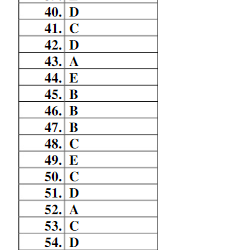 40. D
41. C
42. D
43. A
44. E
45. B
46. B
47. B
48. C
49. E
50. C
51. D
52. A
53. C
54. D